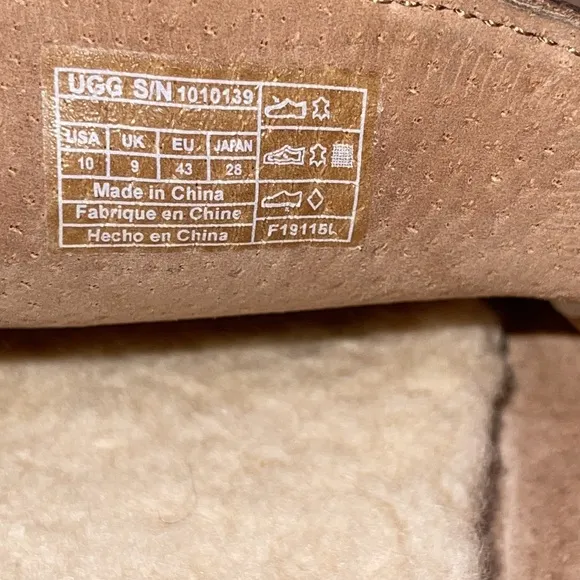 UGG S/N 1010139
USA UK EU JAPAN
10 9 43 28
Made in China
Fabrique en Chine
Hecho en China
F19115L